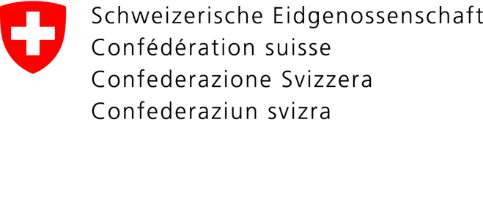 Schweizerische Eidgenossenschaft
Confédération suisse
Confederazione Svizzera
Confederaziun svizra